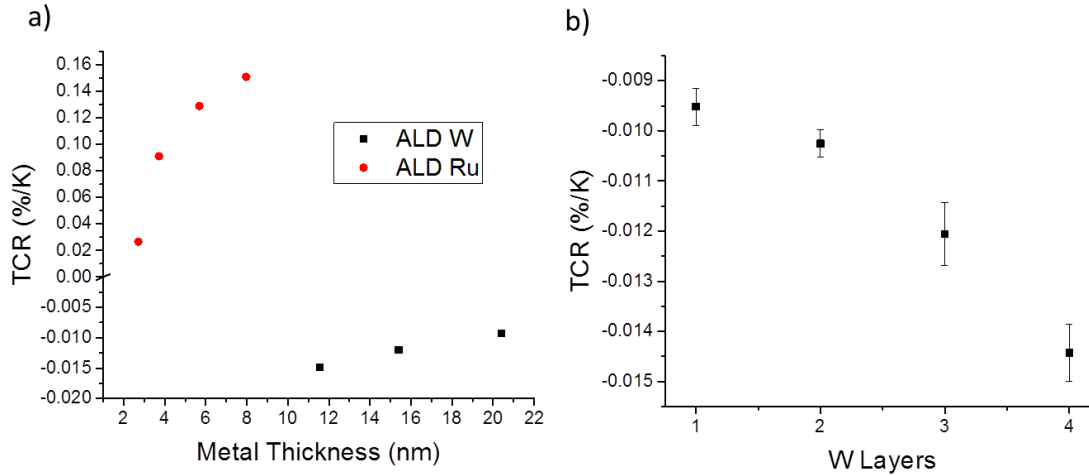 a)
0.16
0.14
0.12
0.10
0.08
0.06
0.04
0.02
0.00
-0.005
-0.010
-0.015
-0.020
TCR (%/K)
ALD W
ALD Ru
2 4 6 8 10 12 14 16 18 20 22
Metal Thickness (nm)
b)
-0.009
-0.010
-0.011
-0.012
-0.013
-0.014
-0.015
TCR (%/K)
1 2 3 4
W Layers